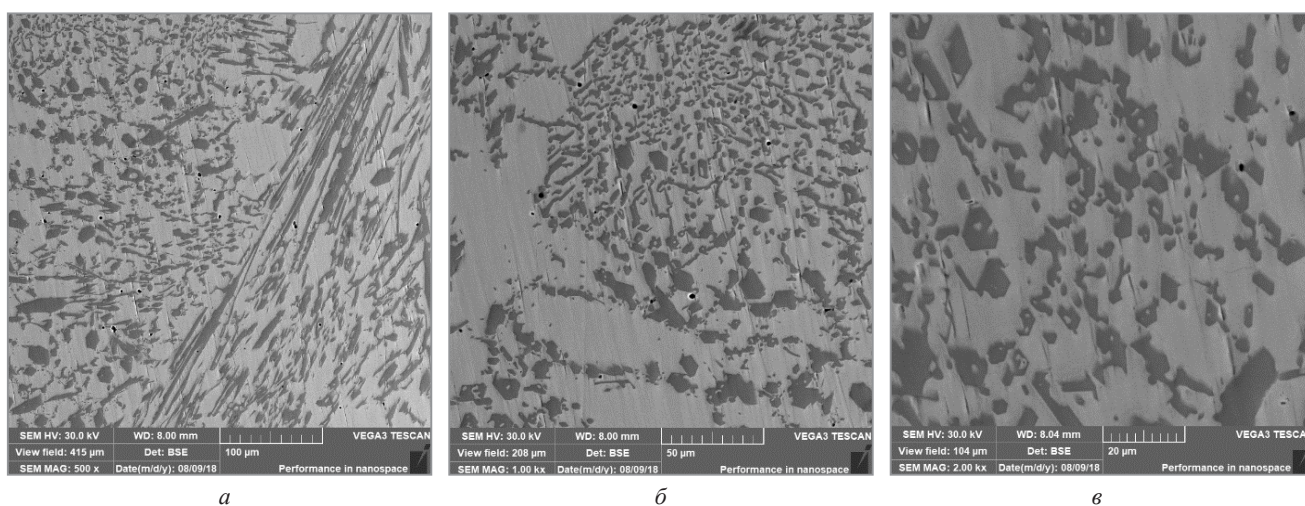 SEM HV: 30.0 kV WD: 8.00 mm VEGA3 TESCAN
View field: 415 µm Det: BSE 100 µm
SEM MAG: 500 x Date(m/d/y): 08/09/18 Performance in nanospace
SEM HV: 30.0 kV WD: 8.00 mm VEGA3 TESCAN
View field: 208 µm Det: BSE 50 µm
SEM MAG: 1.00 kx Date(m/d/y): 08/09/18 Performance in nanospace
SEM HV: 30.0 kV WD: 8.04 mm VEGA3 TESCAN
View field: 104 µm Det: BSE 20 µm
SEM MAG: 2.00 kx Date(m/d/y): 08/09/18 Performance in nanospace
а
б
в